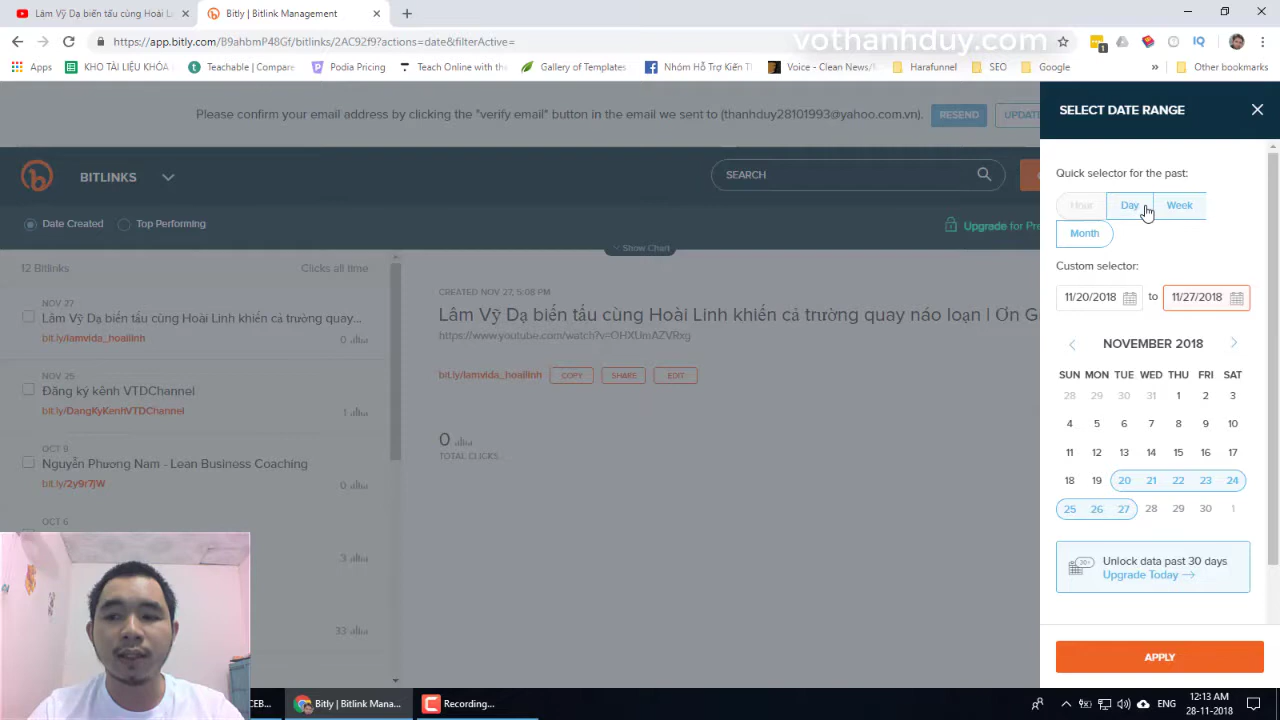 Lâm Vỹ Dạ biến tấu cùng Hoài Li
Bitly | Bitlink Management
https://app.bitly.com/B9ahbmP48Gf/bitlinks/2AC92f9?actions=date&filterActive=
vothanhduy.com
Apps
KHO TÀI LIỆU KHÓA
Teachable | Compare
Podia Pricing
Teach Online with the
Gallery of Templates
Nhóm Hỗ Trợ Kiến T
Voice - Clean News/
Harafunnel
SEO
Google
»
Other bookmarks
Please confirm your email address by clicking the "verify email" button in the email we sent to (thanhduy28101993@yahoo.com.vn).
RESEND
UPDAT
BITLINKS
SEARCH
Date Created
Top Performing
Upgrade for Pre
Show Chart
12 Bitlinks
Clicks all time
NOV 27
Lâm Vỹ Dạ biến tấu cùng Hoài Linh khiến cả trường quay...
bit.ly/lamvida_hoailinh
0
NOV 25
Đăng ký kênh VTDChannel
bit.ly/DangKyKenhVTDChannel
1
OCT 9
Nguyễn Phương Nam - Lean Business Coaching
bit.ly/2y9r7jW
0
OCT 6
3
33
CREATED NOV 27, 5:08 PM
Lâm Vỹ Dạ biến tấu cùng Hoài Linh khiến cả trường quay náo loạn | Ơn G
https://www.youtube.com/watch?v=OHXUmAZVRxg
bit.ly/lamvida_hoailinh
COPY
SHARE
EDIT
0
TOTAL CLICKS
SELECT DATE RANGE
Quick selector for the past:
Hour
Day
Week
Month
Custom selector:
11/20/2018
to
11/27/2018
NOVEMBER 2018
SUN MON TUE WED THU FRI SAT
28 29 30 31 1 2 3
4 5 6 7 8 9 10
11 12 13 14 15 16 17
18 19 20 21 22 23 24
25 26 27 28 29 30 1
30+
Unlock data past 30 days
Upgrade Today
APPLY
CEB...
Bitly | Bitlink Mana...
Recording...
ENG
12:13 AM
28-11-2018